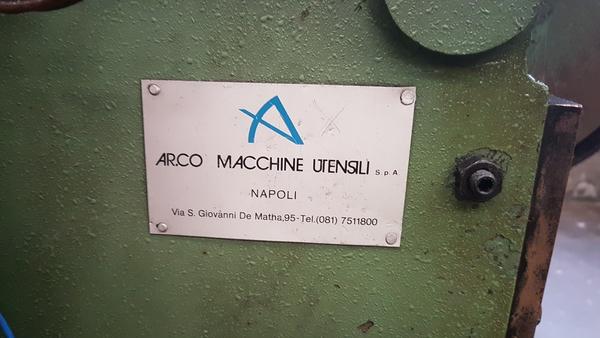 AR.CO MACCHINE UTENSILI S.p.A
NAPOLI
Via S. Giovanni De Matha,95-Tel.(081) 7511800